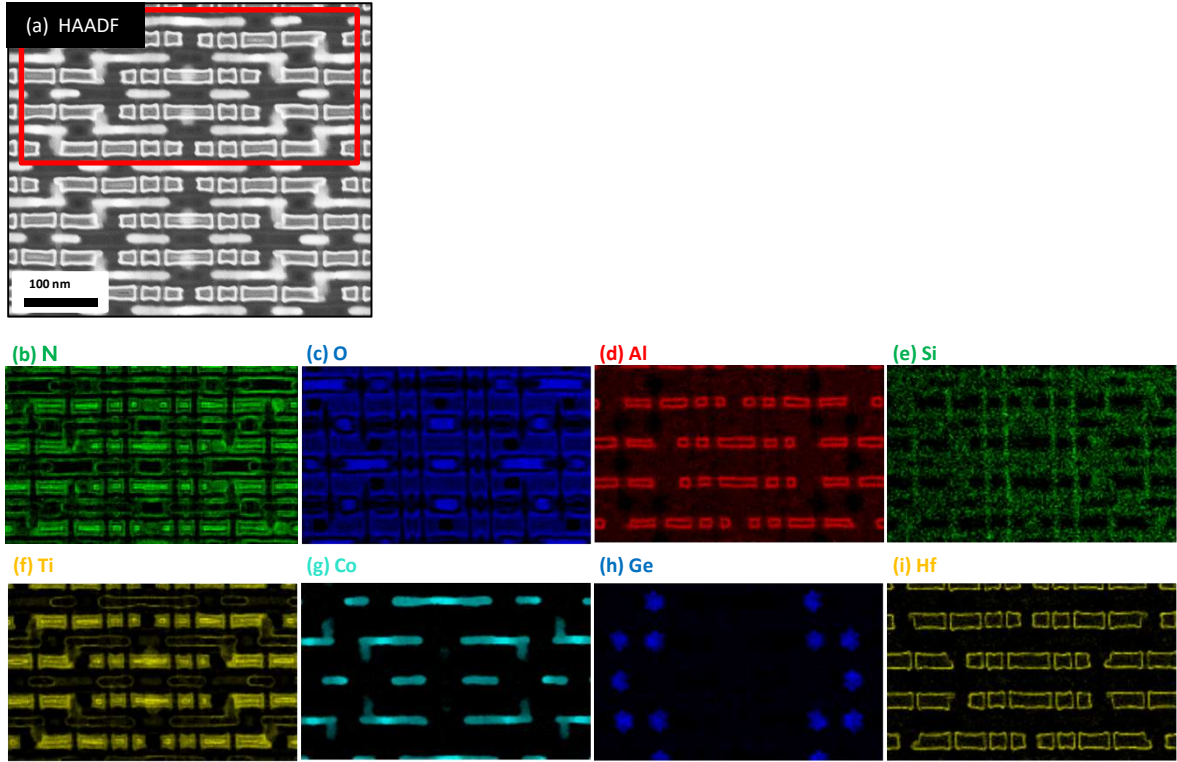 (a) HAADF
100 nm
(b) N
(c) O
(d) Al
(e) Si
(f) Ti
(g) Co
(h) Ge
(i) Hf